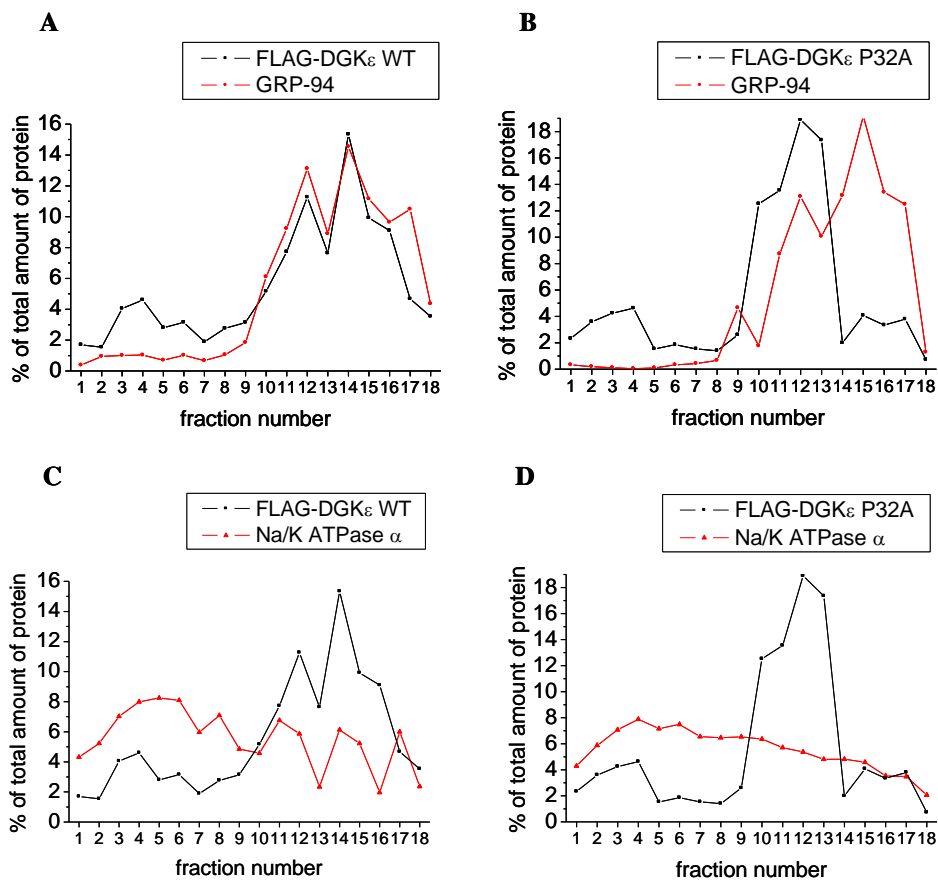 A
B
FLAG-DGKε WT
GRP-94
FLAG-DGKε P32A
GRP-94
% of total amount of protein
16
14
12
10
8
6
4
2
0
1 2 3 4 5 6 7 8 9 10 11 12 13 14 15 16 17 18
fraction number
% of total amount of protein
18
16
14
12
10
8
6
4
2
0
1 2 3 4 5 6 7 8 9 10 11 12 13 14 15 16 17 18
fraction number
C
D
FLAG-DGKε WT
Na/K ATPase α
FLAG-DGKε P32A
Na/K ATPase α
% of total amount of protein
16
14
12
10
8
6
4
2
0
1 2 3 4 5 6 7 8 9 10 11 12 13 14 15 16 17 18
fraction number
% of total amount of protein
18
16
14
12
10
8
6
4
2
0
1 2 3 4 5 6 7 8 9 10 11 12 13 14 15 16 17 18
fraction number